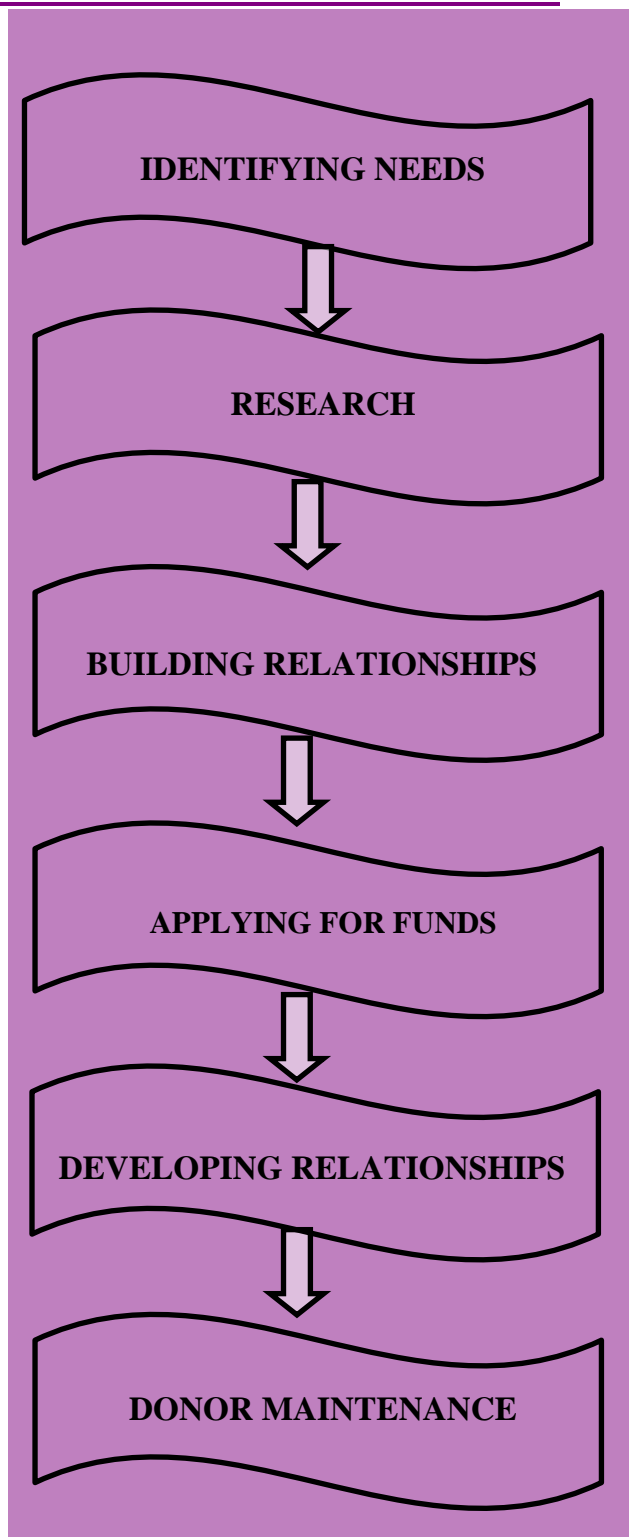 IDENTIFYING NEEDS
RESEARCH
BUILDING RELATIONSHIPS
APPLYING FOR FUNDS
DEVELOPING RELATIONSHIPS
DONOR MAINTENANCE